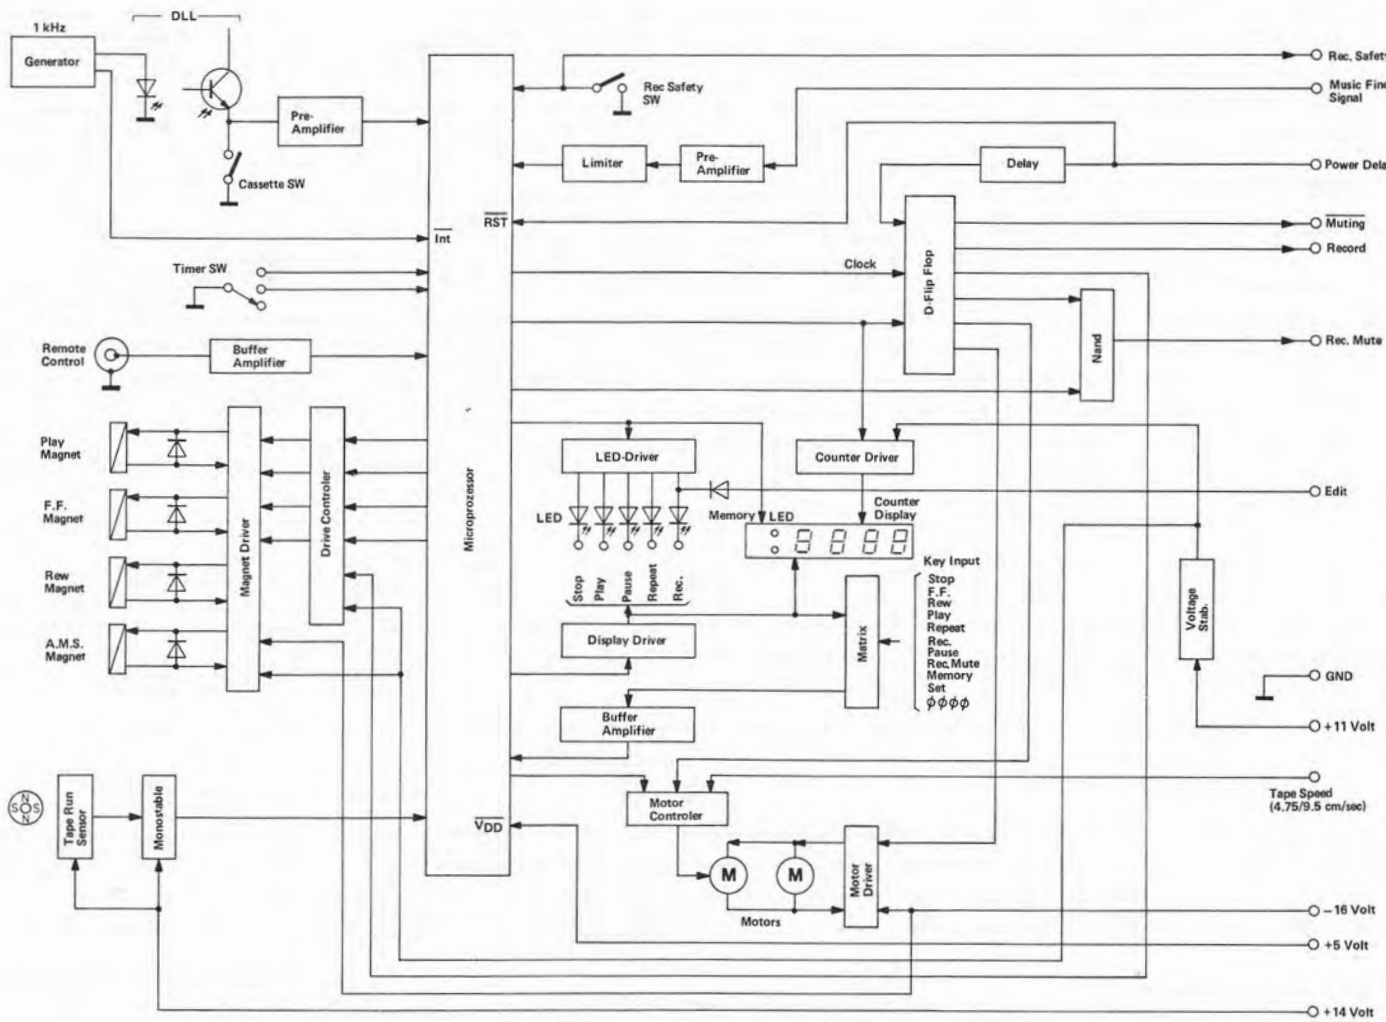 DLL
1 kHz
Generator
Pre-
Amplifier
Cassette SW
Int
Timer SW
Remote
Control
Buffer
Amplifier
Play
Magnet
F.F.
Magnet
Rew
Magnet
A.M.S.
Magnet
Magnet Driver
Drive Controler
Microprozessor
RST
VDD
N
S S
N
Tape Run
Sensor
Monostable
Rec Safety
SW
Limiter
Pre-
Amplifier
Delay
Clock
D-Flip Flop
Nand
LED-Driver
Counter Driver
LED
Memory LED
Counter
Display
8 8 8 8
Stop
Play
Pause
Repeat
Rec.
Display Driver
Matrix
Key Input
Stop
F.F.
Rew
Play
Repeat
Rec.
Pause
Rec.Mute
Memory
Set
ϕϕϕϕ
Buffer
Amplifier
Motor
Controler
M
M
Motors
Motor
Driver
Voltage
Stab.
Rec. Safety
Music Find
Signal
Power Dela
Muting
Record
Rec. Mute
Edit
GND
+11 Volt
Tape Speed
(4.75/9.5 cm/sec)
–16 Volt
+5 Volt
+14 Volt